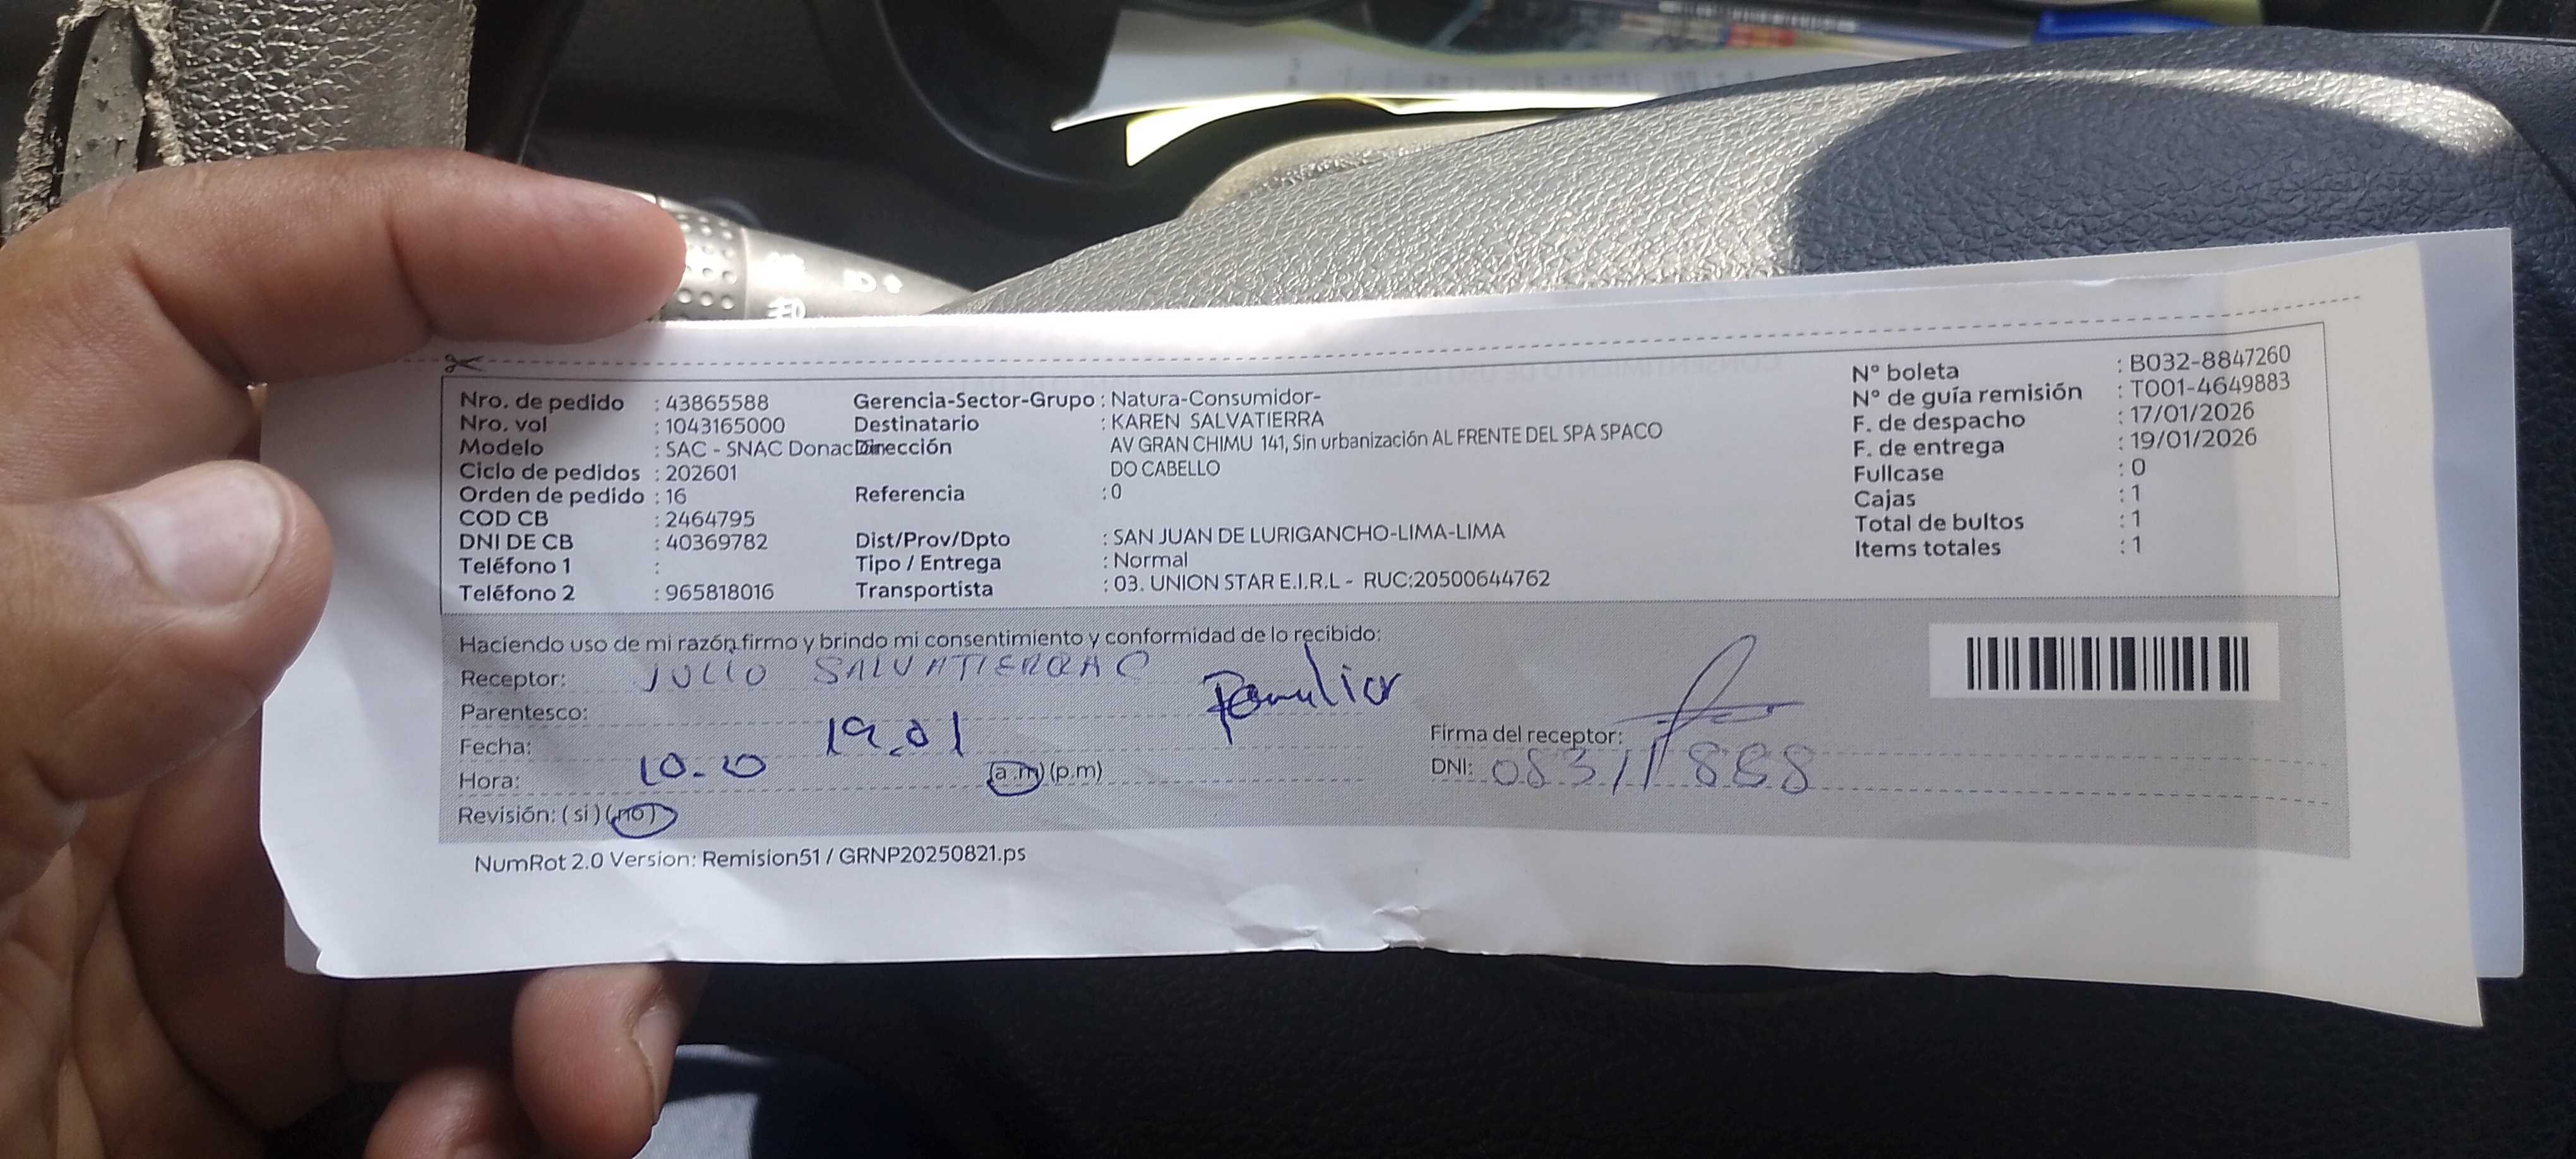 Nro. de pedido : 43865588
Nro. vol : 1043165000
Modelo : SAC - SNAC Donac
Ciclo de pedidos : 202601
Orden de pedido : 16
COD CB : 2464795
DNI DE CB : 40369782
Teléfono 1 :
Teléfono 2 : 965818016
Gerencia-Sector-Grupo : Natura-Consumidor-
Destinatario : KAREN SALVATIERRA
Dirección AV GRAN CHIMU 141, Sin urbanización AL FRENTE DEL SPA SPACO
DO CABELLO
Referencia : 0
Dist/Prov/Dpto : SAN JUAN DE LURIGANCHO-LIMA-LIMA
Tipo / Entrega : Normal
Transportista : 03. UNION STAR E.I.R.L - RUC:20500644762
N° boleta : B032-8847260
N° de guía remisión : T001-4649883
F. de despacho : 17/01/2026
F. de entrega : 19/01/2026
Fullcase : 0
Cajas : 1
Total de bultos : 1
Items totales : 1
Haciendo uso de mi razón firmo y brindo mi consentimiento y conformidad de lo recibido:
Receptor: JULIO SALVATIERRA C
Parentesco: Familiar
Fecha: 19.01
Hora: 10.10 (a.m) (p.m)
Revisión: ( si ) ( no )
Firma del receptor:
DNI: 08311888
NumRot 2.0 Version: Remision51 / GRNP20250821.ps